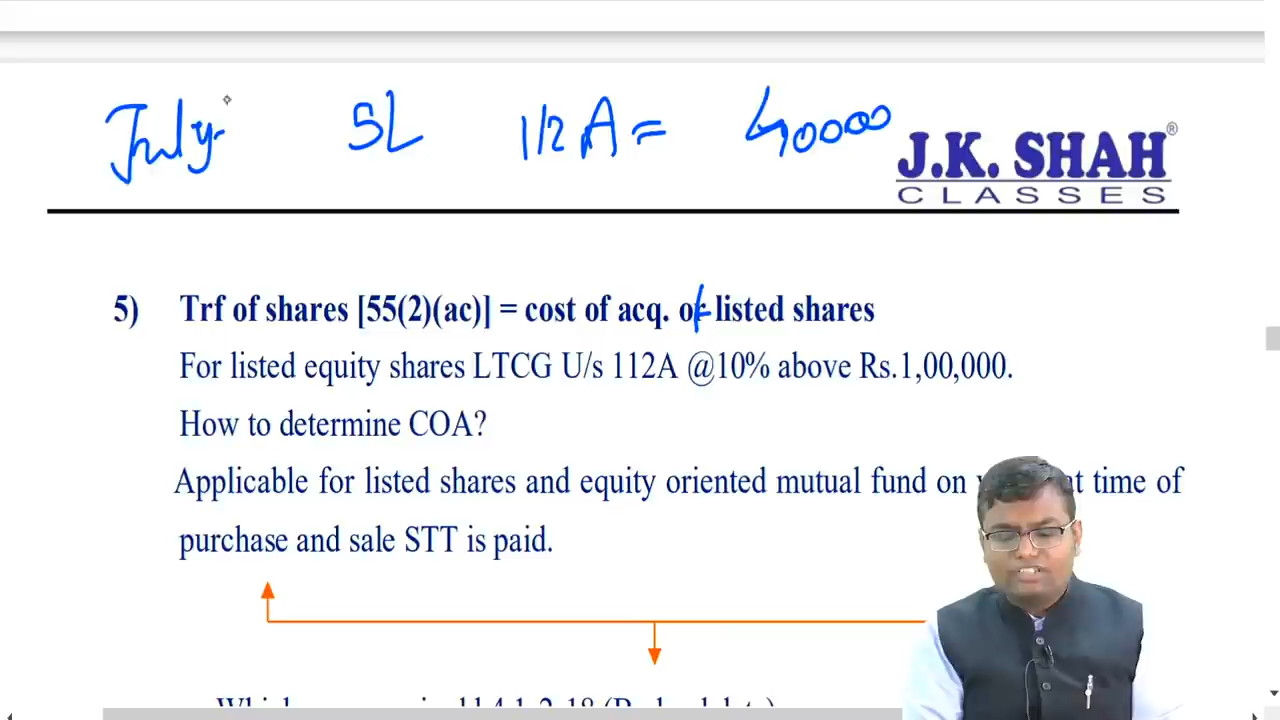 July 5L 112A = 40000
J.K. SHAH®
CLASSES
5) Trf of shares [55(2)(ac)] = cost of acq. of listed shares
For listed equity shares LTCG U/s 112A @10% above Rs.1,00,000.
How to determine COA?
Applicable for listed shares and equity oriented mutual fund on at time of
purchase and sale STT is paid.